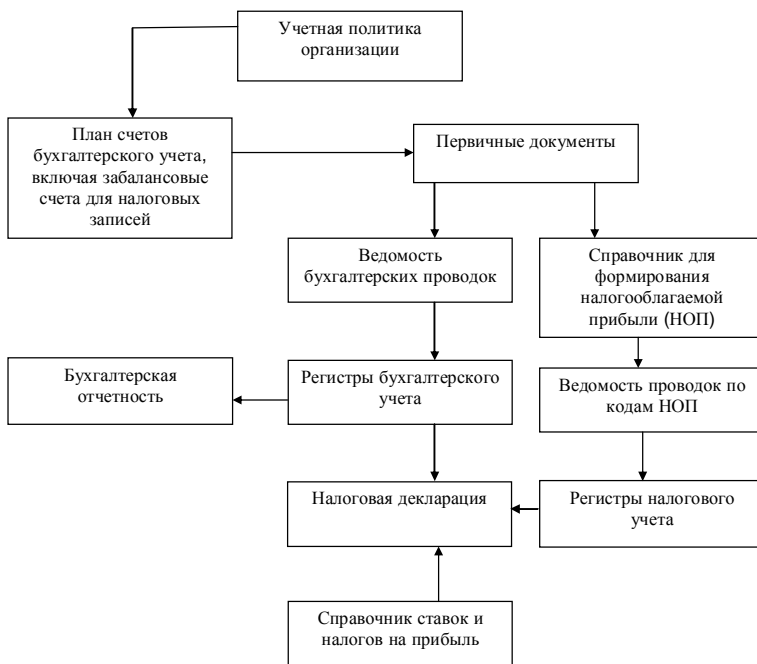 Учетная политика
организации
План счетов
бухгалтерского учета,
включая забалансовые
счета для налоговых
записей
Первичные документы
Ведомость
бухгалтерских проводок
Справочник для
формирования
налогооблагаемой
прибыли (НОП)
Бухгалтерская
отчетность
Регистры бухгалтерского
учета
Ведомость проводок по
кодам НОП
Налоговая декларация
Регистры налогового
учета
Справочник ставок и
налогов на прибыль